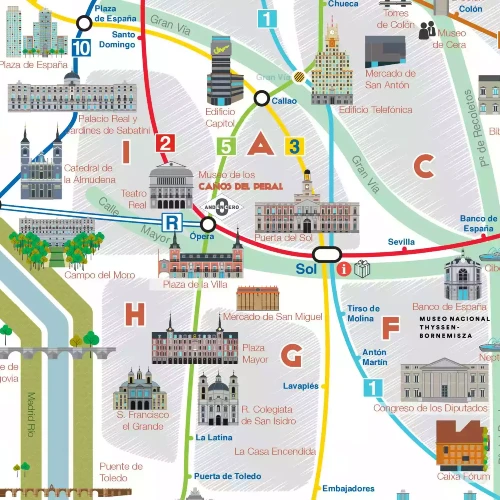 Chueca
Plaza
de España
1
Gran Vía
Torres
de Colón
Colón
Santo
Domingo
10
Museo
de Cera
Plaza de España
Gran Vía
Mercado de
San Antón
Callao
Edificio
Capitol
Edificio Telefónica
Palacio Real y
Jardines de Sabatini
Pº de Recoletos
I
2
5
A
3
C
Gran Vía
Catedral de
la Almudena
Museo de los
CAÑOS DEL PERAL
Teatro
Real
ANDÉN CERO
Calle
Mayor
R
Ópera
Puerta del Sol
Banco de
España
Sevilla
Sol
i
Campo del Moro
Plaza de la Villa
Banco de España
H
Mercado de San Miguel
Tirso de
Molina
F
MUSEO NACIONAL
THYSSEN-
BORNEMISZA
Plaza
Mayor
G
Antón
Martín
1
Lavapiés
Congreso de los Diputados
Madrid Río
S. Francisco
el Grande
R. Colegiata
de San Isidro
La Latina
La Casa Encendida
Puente de
Toledo
Puerta de Toledo
Caixa Fórum
Embajadores